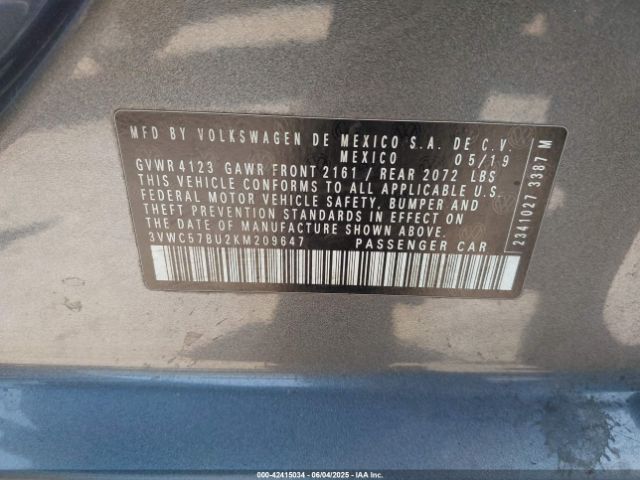 MFD BY VOLKSWAGEN DE MEXICO S.A. DE C.V.
MEXICO 05/19
GVWR 4123 GAWR FRONT 2161 / REAR 2072 LBS
THIS VEHICLE CONFORMS TO ALL APPLICABLE U.S.
FEDERAL MOTOR VEHICLE SAFETY, BUMPER AND
THEFT PREVENTION STANDARDS IN EFFECT ON
THE DATE OF MANUFACTURE SHOWN ABOVE.
3VWC57BU2KM209647 PASSENGER CAR
2341027 3387 M
000-42415034 - 06/04/2025 - IAA Inc.